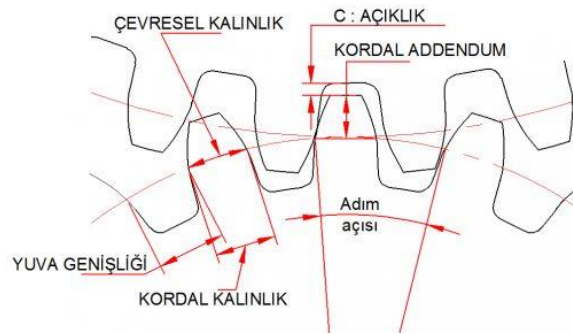 ÇEVRESEL KALINLIK
C : AÇIKLIK
KORDAL ADDENDUM
Adım
açısı
YUVA GENİŞLİĞİ
KORDAL KALINLIK